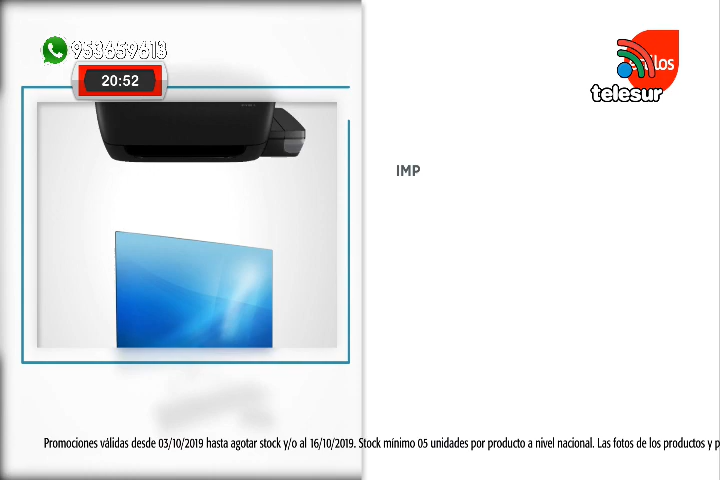 953659613
20:52
telesur
IMP
Promociones válidas desde 03/10/2019 hasta agotar stock y/o al 16/10/2019. Stock mínimo 05 unidades por producto a nivel nacional. Las fotos de los productos y p